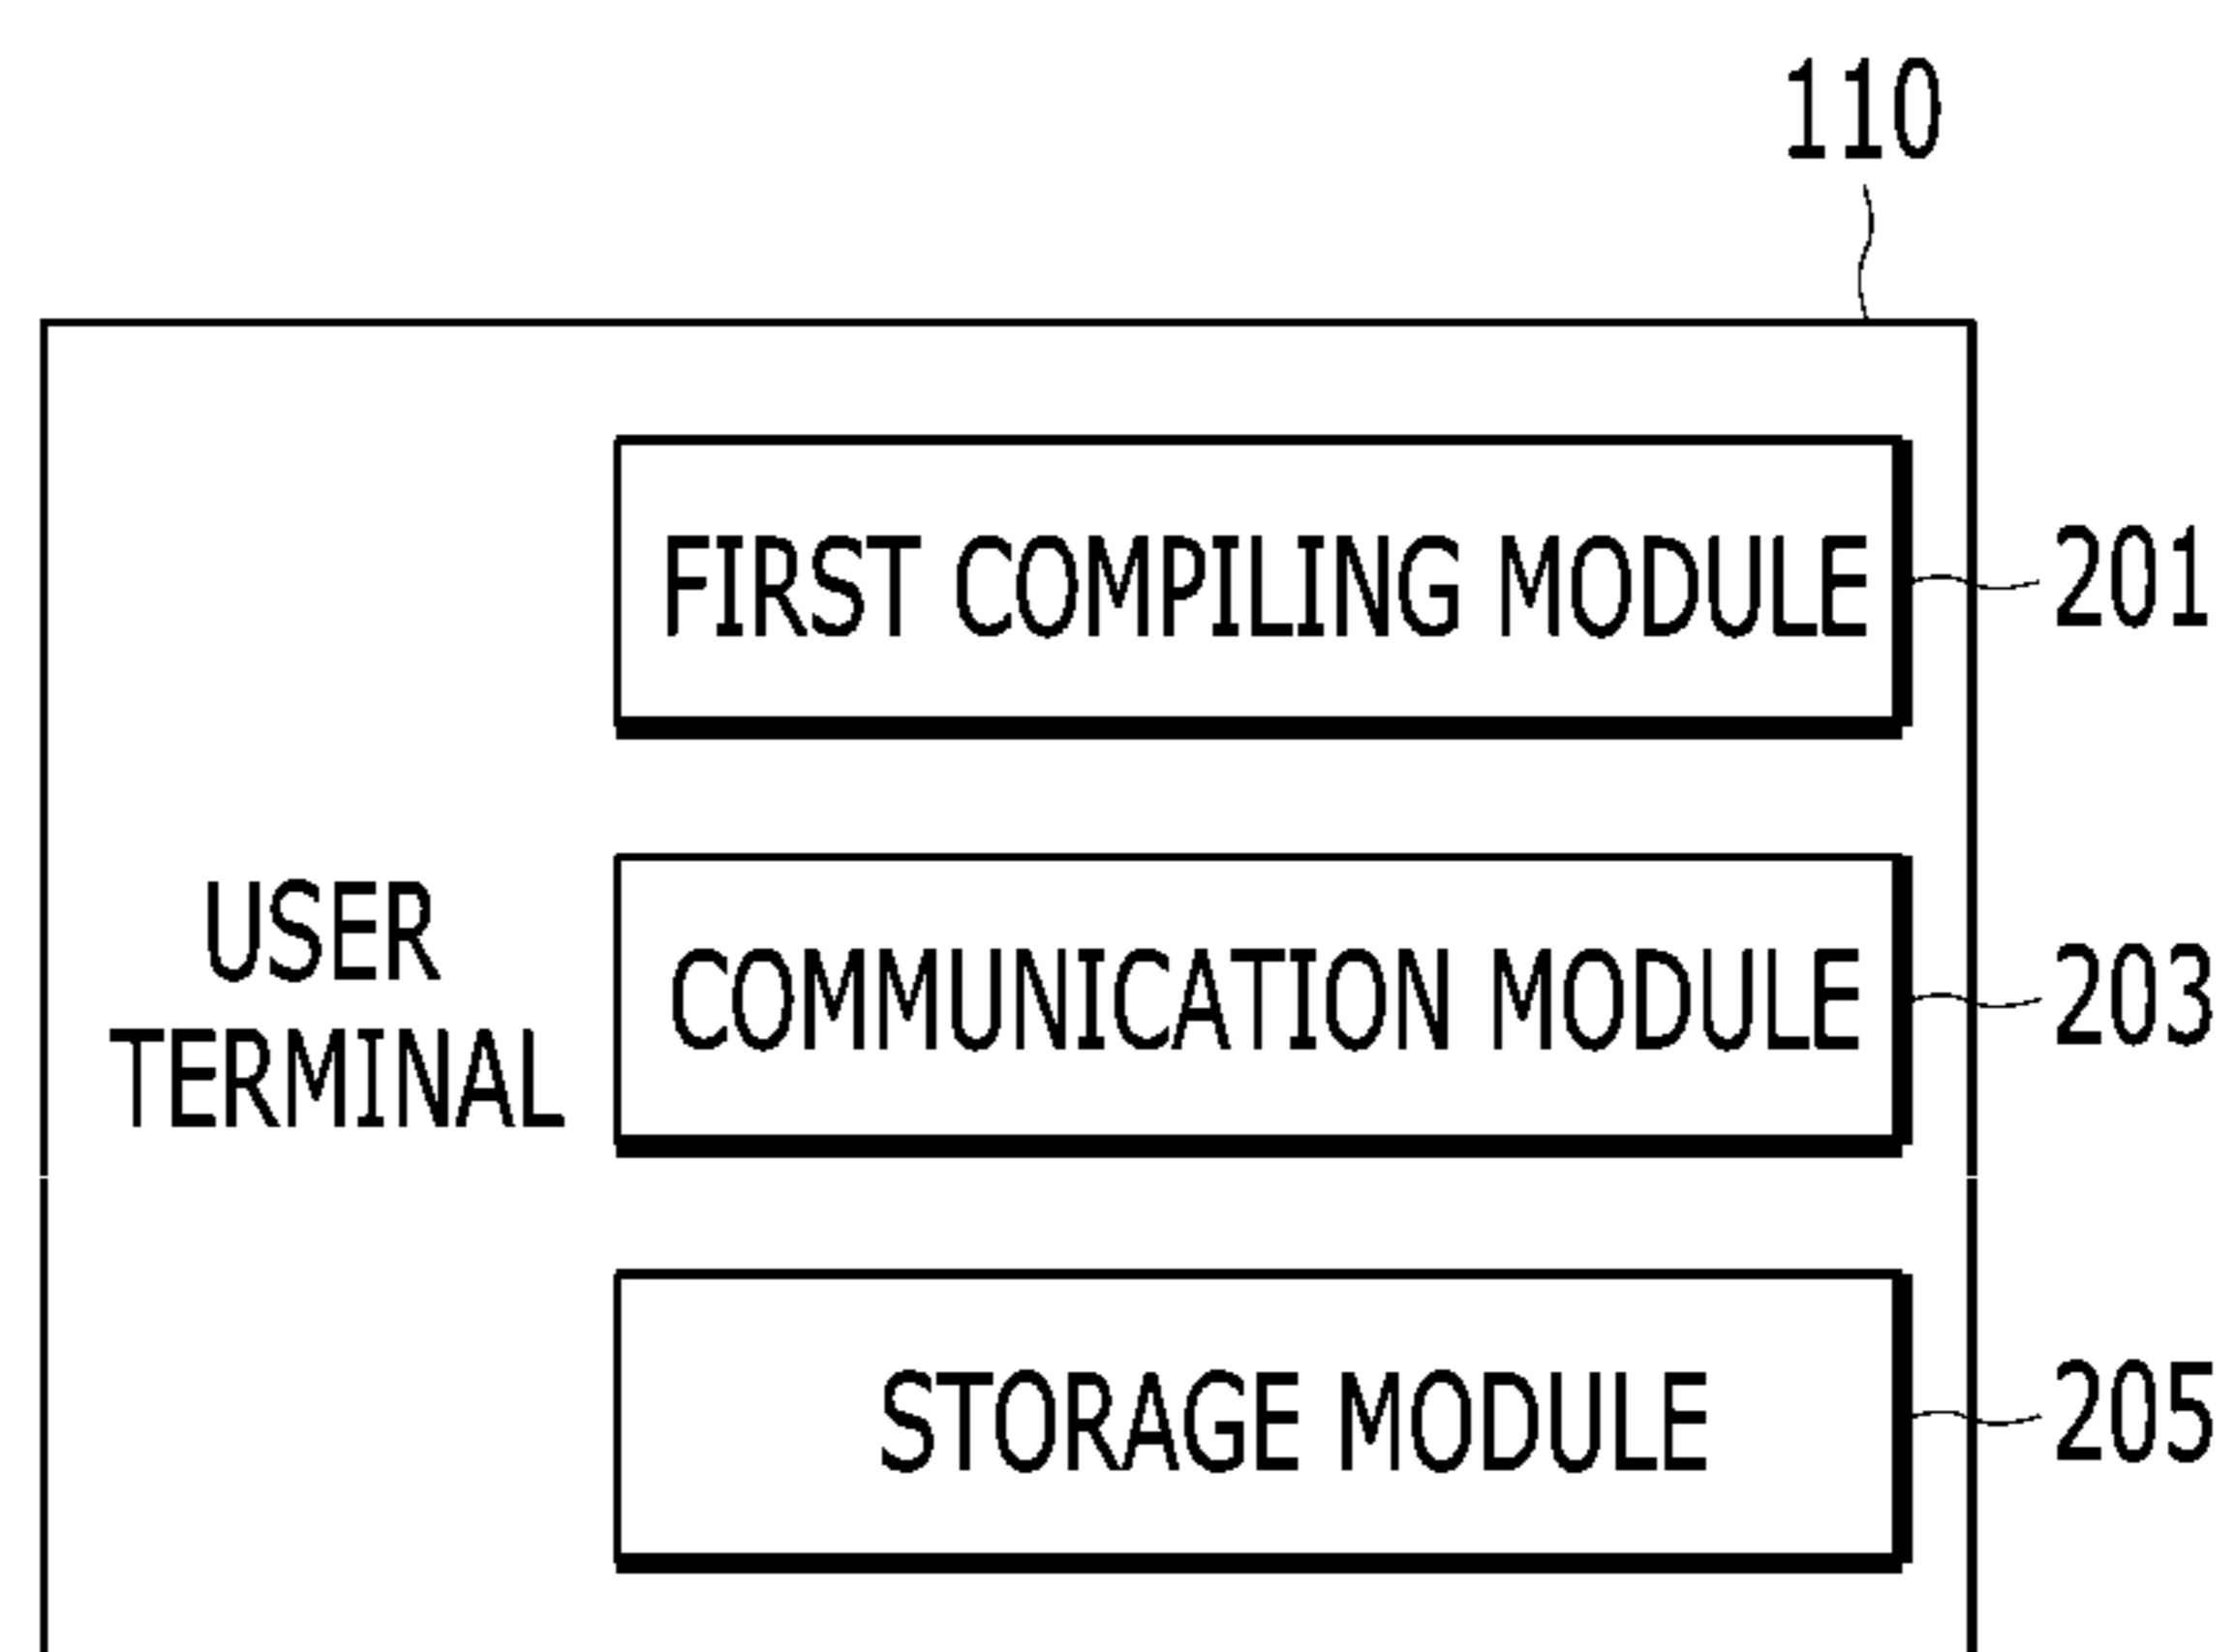 110
FIRST COMPILING MODULE
201
USER
TERMINAL
COMMUNICATION MODULE
203
STORAGE MODULE
205